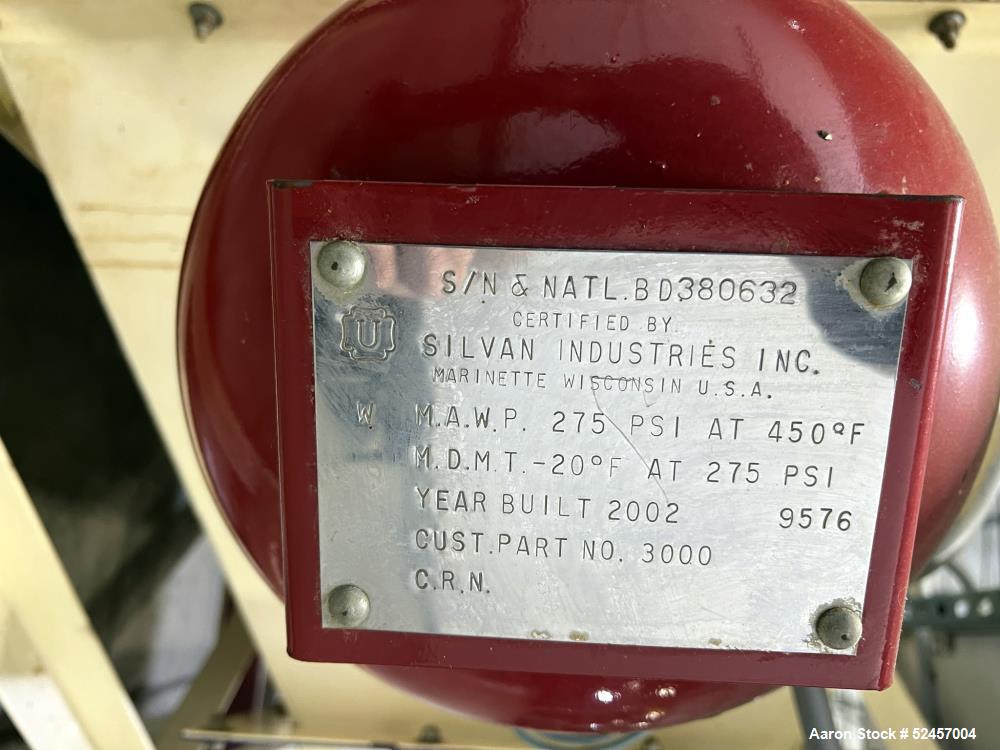 S/N & NATL.BD380632
CERTIFIED BY.
U
SILVAN INDUSTRIES INC.
MARINETTE WISCONSIN U.S.A.
W M.A.W.P. 275 PSI AT 450°F
M.D.M.T.-20°F AT 275 PSI
YEAR BUILT 2002 9576
CUST.PART NO. 3000
C.R.N.
Aaron Stock # 52457004